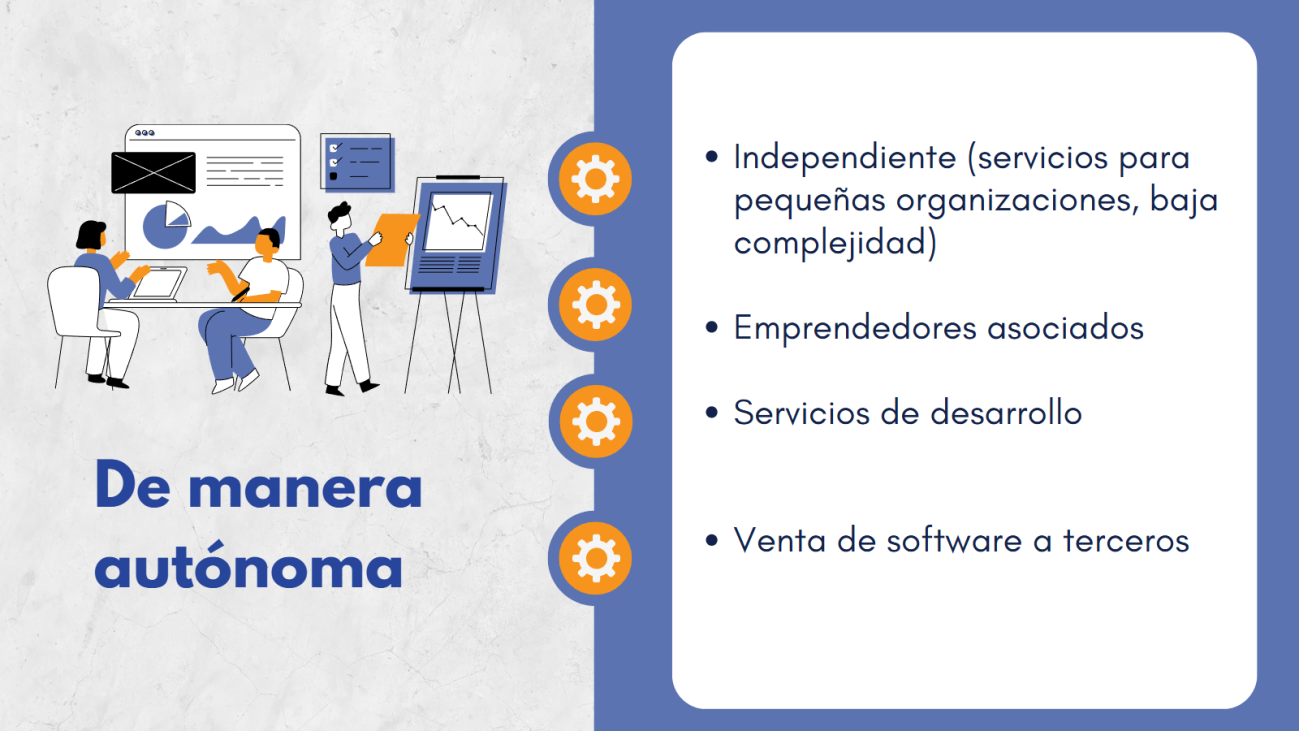 De manera
autónoma
• Independiente (servicios para
pequeñas organizaciones, baja
complejidad)
• Emprendedores asociados
• Servicios de desarrollo
• Venta de software a terceros